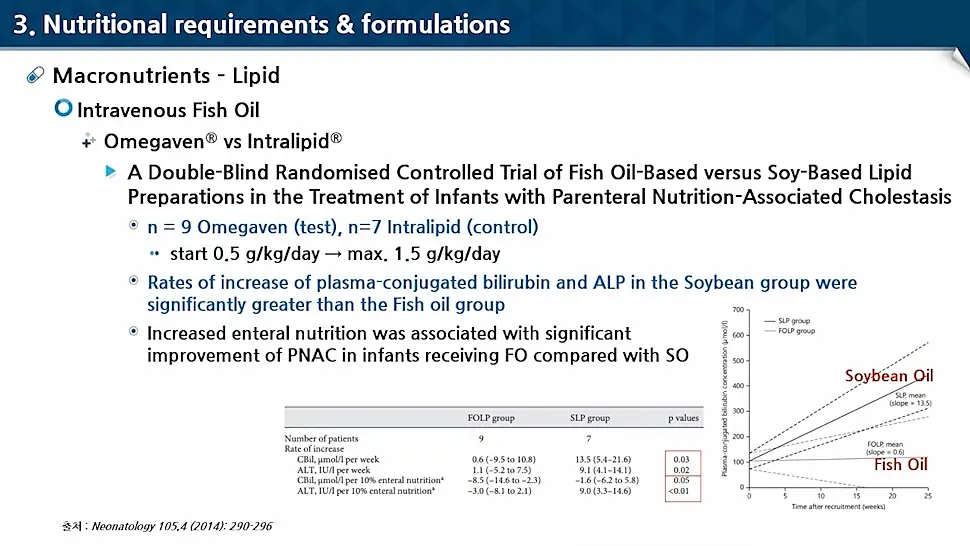 3. Nutritional requirements & formulations
Macronutrients - Lipid
Intravenous Fish Oil
Omegaven® vs Intralipid®
A Double-Blind Randomised Controlled Trial of Fish Oil-Based versus Soy-Based Lipid
Preparations in the Treatment of Infants with Parenteral Nutrition-Associated Cholestasis
n = 9 Omegaven (test), n=7 Intralipid (control)
start 0.5 g/kg/day → max. 1.5 g/kg/day
Rates of increase of plasma-conjugated bilirubin and ALP in the Soybean group were
significantly greater than the Fish oil group
Increased enteral nutrition was associated with significant
improvement of PNAC in infants receiving FO compared with SO
FOLP group SLP group p values
Number of patients 9 7
Rate of increase
CBil, µmol/l per week 0.6 (–9.5 to 10.8) 13.5 (5.4–21.6) 0.03
ALT, IU/l per week 1.1 (–5.2 to 7.5) 9.1 (4.1–14.1) 0.02
CBil, µmol/l per 10% enteral nutritionª –8.5 (–14.6 to –2.3) –1.6 (–6.2 to 5.8) 0.05
ALT, IU/l per 10% enteral nutritionª –3.0 (–8.1 to 2.1) 9.0 (3.3–14.6) <0.01
Plasma-conjugated bilirubin concentration (µmol/l)
700
600
500
400
300
200
100
0
SLP group
FOLP group
Soybean Oil
SLP, mean
(slope = 13.5)
FOLP, mean
(slope = 0.6)
Fish Oil
0 5 10 15 20 25
Time after recruitment (weeks)
출처 : Neonatology 105.4 (2014): 290-296